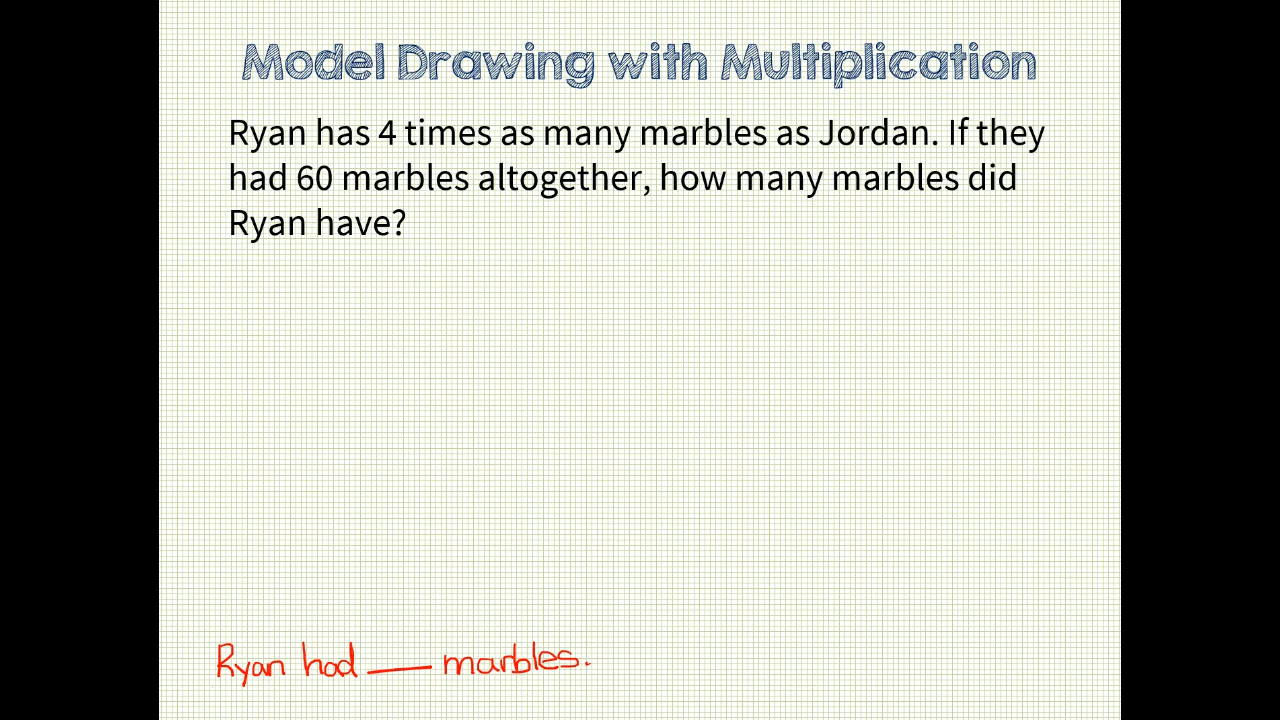 Model Drawing with Multiplication
Ryan has 4 times as many marbles as Jordan. If they
had 60 marbles altogether, how many marbles did
Ryan have?
Ryan had ___ marbles.